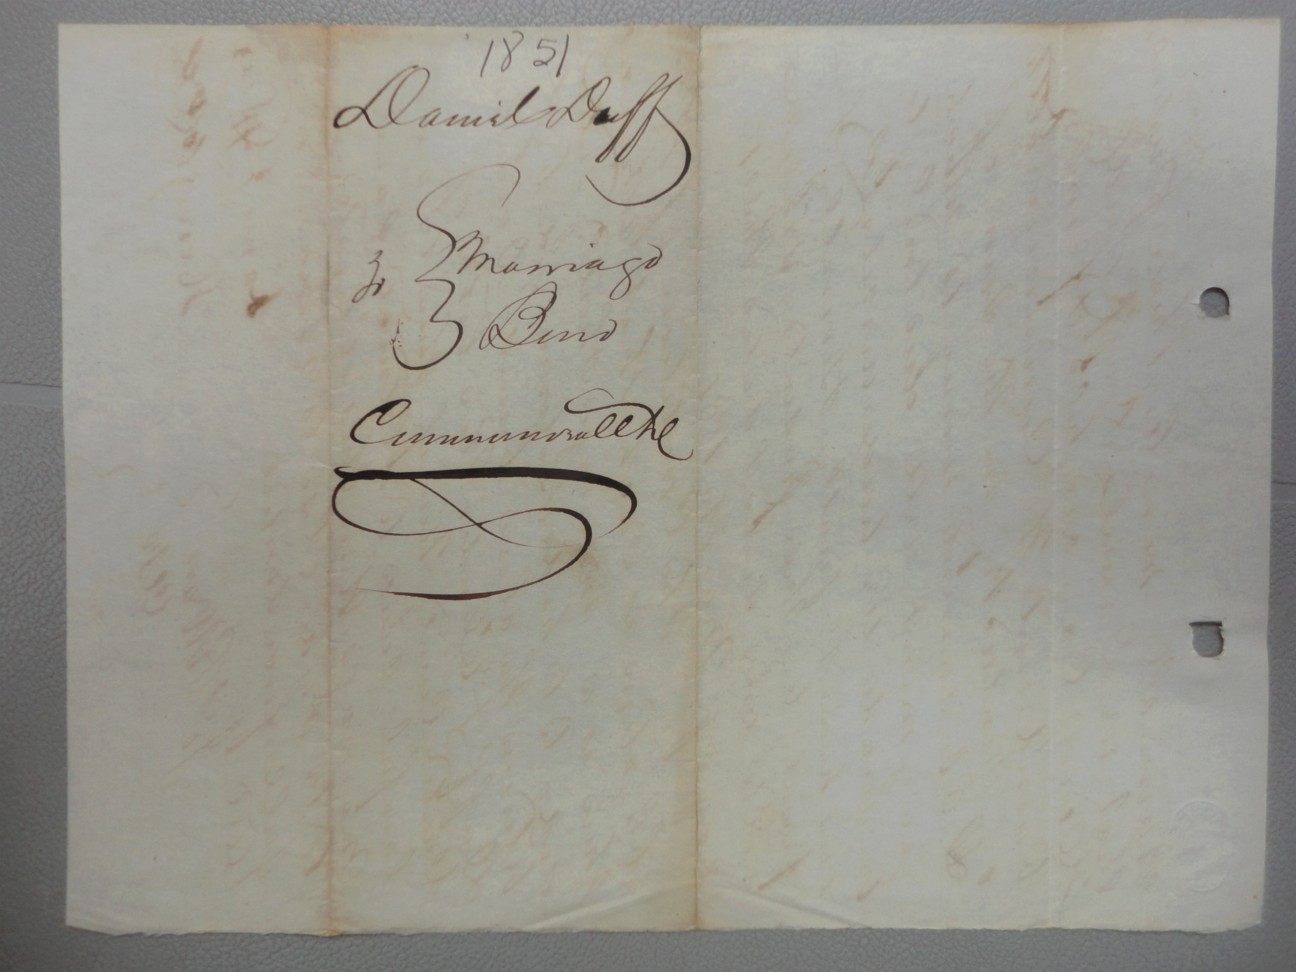 1851
Daniel Duff
To Marriage
Bond
Commonwealth